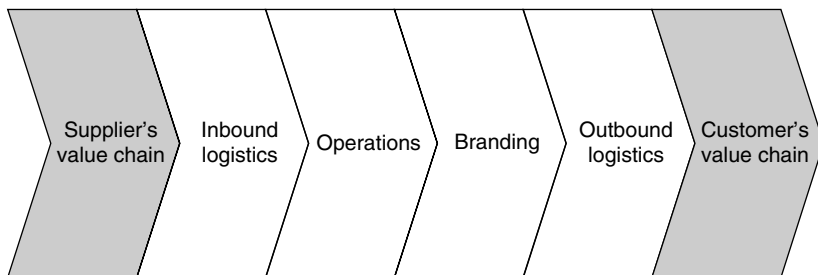 Supplier's
value chain
Inbound
logistics
Operations
Branding
Outbound
logistics
Customer's
value chain